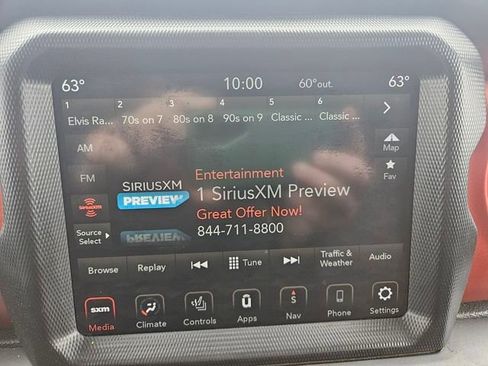 63° 10:00 60°out. 63°
1 2 3 4 5 6
Elvis Ra... 70s on 7 80s on 8 90s on 9 Classic ... Classic ...
AM
Map
FM
Fav
Entertainment
SIRIUSXM
PREVIEW
1 SiriusXM Preview
SIRIUSXM
Great Offer Now!
Source
Select
844-711-8800
Browse Replay Tune Traffic &
Weather Audio
sxm
Media Climate Controls Apps Nav Phone Settings